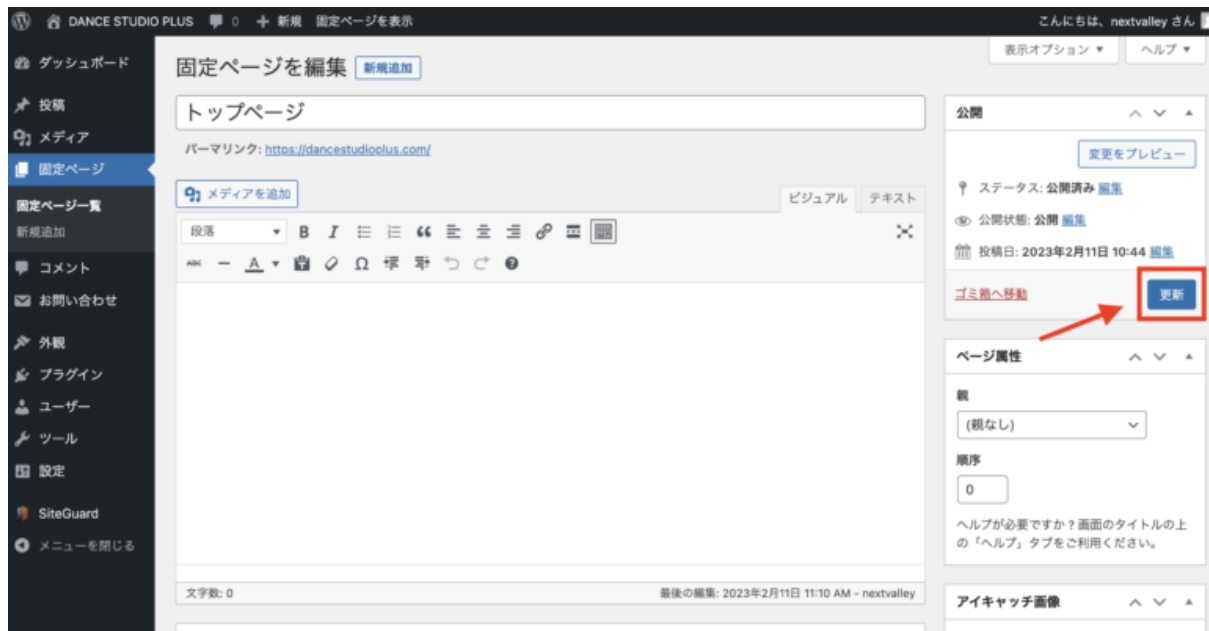 DANCE STUDIO PLUS 0 新規 固定ページを表示 こんにちは、nextvalley さん
表示オプション ▼ ヘルプ ▼
ダッシュボード
投稿
メディア
固定ページ
固定ページ一覧
新規追加
コメント
お問い合わせ
外観
プラグイン
ユーザー
ツール
設定
SiteGuard
メニューを閉じる
固定ページを編集 新規追加
トップページ
パーマリンク: https://dancestudioplus.com/
メディアを追加
ビジュアル テキスト
段落
B I
ABC A Ω
文字数: 0
最後の編集: 2023年2月11日 11:10 AM – nextvalley
公開
変更をプレビュー
ステータス: 公開済み 編集
公開状態: 公開 編集
投稿日: 2023年2月11日 10:44 編集
ゴミ箱へ移動 更新
ページ属性
親
(親なし)
順序
0
ヘルプが必要ですか？画面のタイトルの上
の「ヘルプ」タブをご利用ください。
アイキャッチ画像